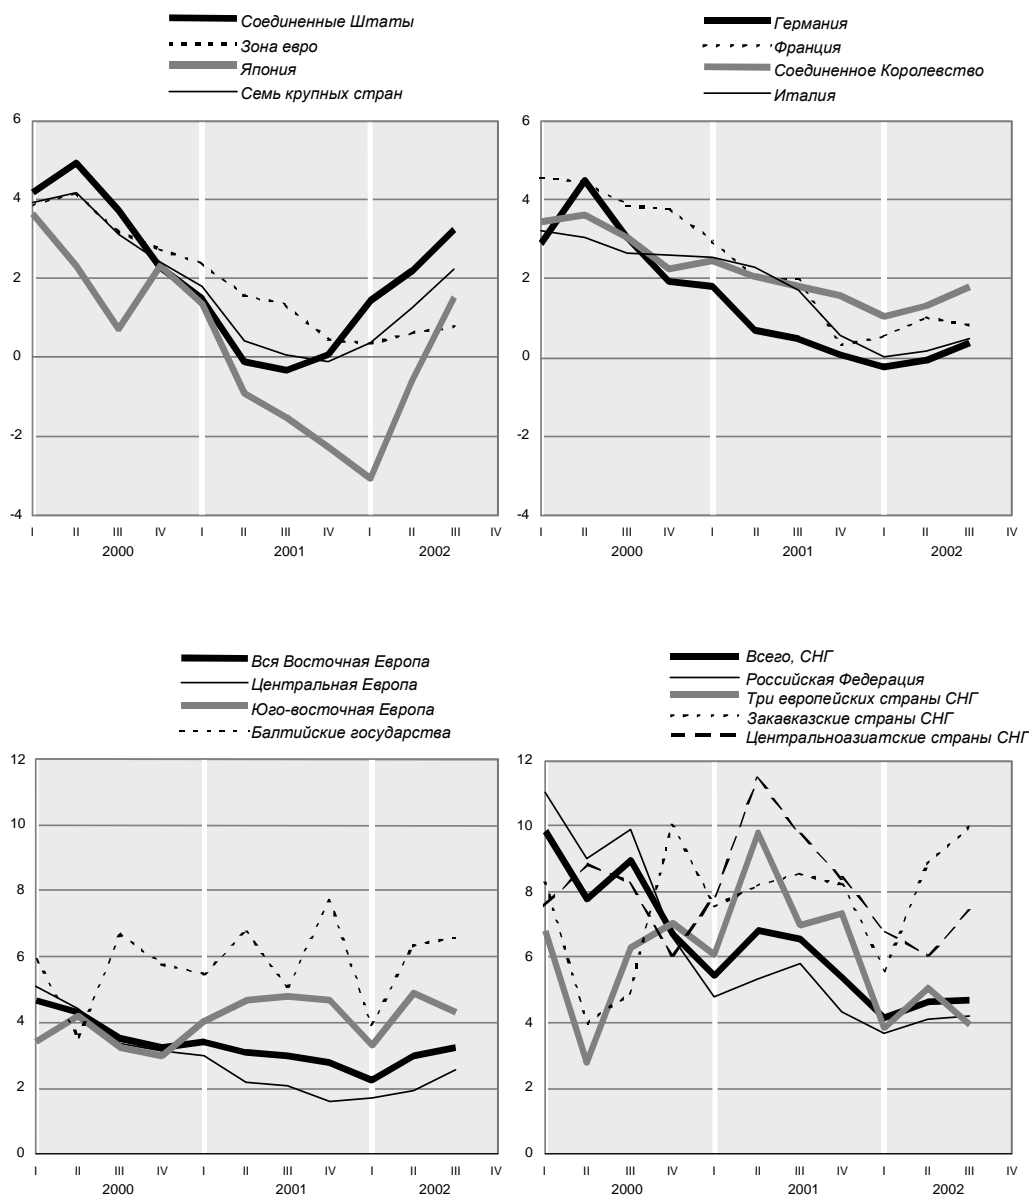 Соединенные Штаты
Зона евро
Япония
Семь крупных стран
6
4
2
0
-2
-4
I II III IV I II III IV I II III IV
2000 2001 2002
Германия
Франция
Соединенное Королевство
Италия
6
4
2
0
-2
-4
I II III IV I II III IV I II III IV
2000 2001 2002
Вся Восточная Европа
Центральная Европа
Юго-восточная Европа
Балтийские государства
12
10
8
6
4
2
0
I II III IV I II III IV I II III IV
2000 2001 2002
Всего, СНГ
Российская Федерация
Три европейских страны СНГ
Закавказские страны СНГ
Центральноазиатские страны СНГ
12
10
8
6
4
2
0
I II III IV I II III IV I II III IV
2000 2001 2002